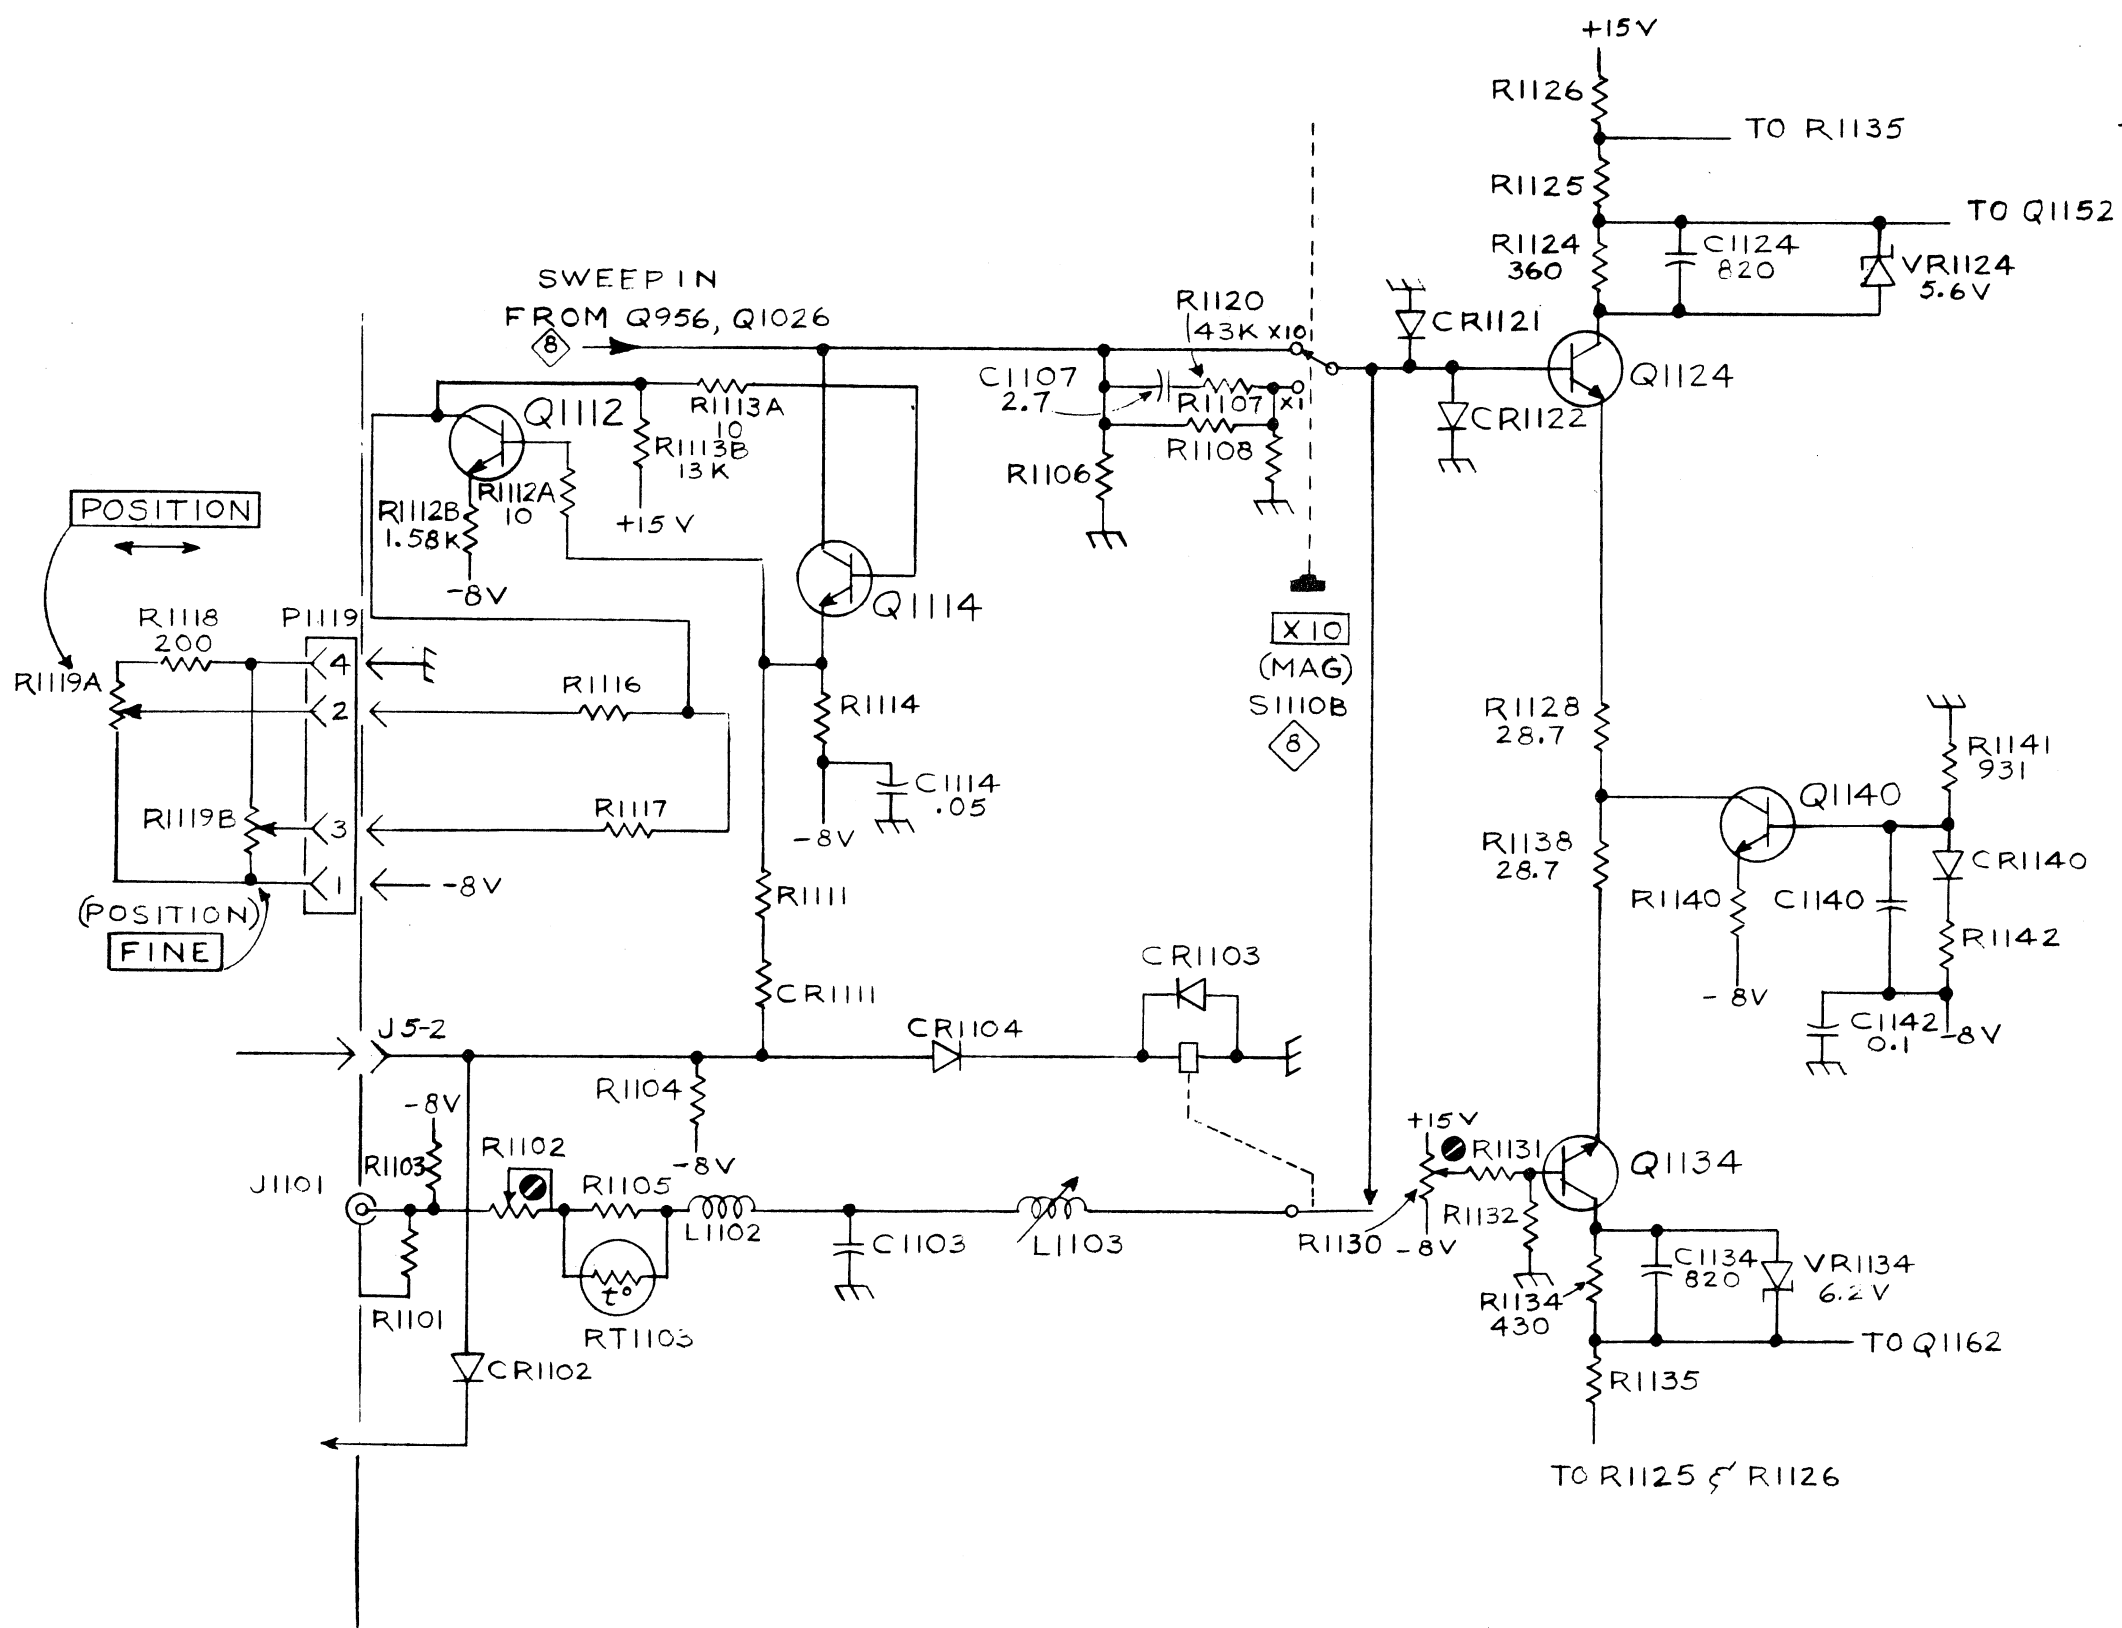 +15V
R1126
TO R1135
R1125
TO Q1152
R1124
360
C1124
820
VR1124
5.6V
SWEEP IN
FROM Q956, Q1026
8
R1120
43K X10
CR1121
C1107
2.7
R1107
X1
Q1124
Q1112
R1113A
10
R1113B
13K
R1108
CR1122
R1106
R1112A
10
R1112B
1.58K
+15V
-8V
POSITION
Q1114
X10
(MAG)
S1110B
8
R1118
200
P1119
4
R1119A
2
R1116
R1114
R1128
28.7
R1141
931
C1114
.05
-8V
Q1140
R1119B
3
R1117
R1138
28.7
CR1140
1
-8V
R1111
R1140
C1140
(POSITION)
FINE
R1142
CR1103
CR1111
-8V
J5-2
CR1104
C1142
0.1
-8V
R1104
-8V
-8V
R1103
R1102
+15V
R1131
Q1134
J1101
R1105
L1102
C1103
L1103
R1130
-8V
R1132
t°
RT1103
R1101
C1134
820
VR1134
6.2V
R1134
430
TO Q1162
CR1102
R1135
TO R1125 & R1126